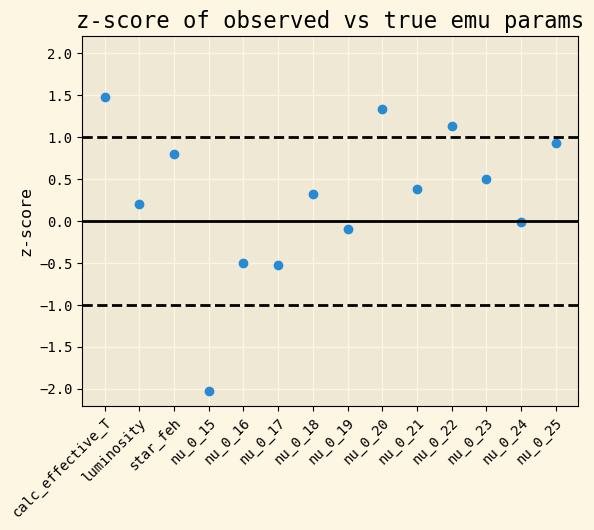 z-score of observed vs true emu params
z-score
2.0
1.5
1.0
0.5
0.0
−0.5
−1.0
−1.5
−2.0
calc_effective_T
luminosity
star_feh
nu_0_15
nu_0_16
nu_0_17
nu_0_18
nu_0_19
nu_0_20
nu_0_21
nu_0_22
nu_0_23
nu_0_24
nu_0_25